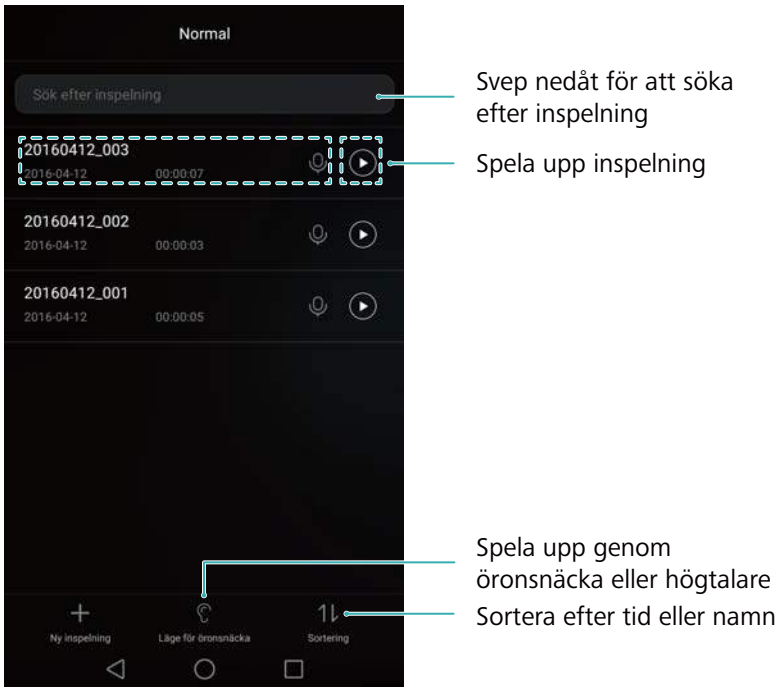 Normal
Sök efter inspelning
Svep nedåt för att söka
efter inspelning
20160412_003
2016-04-12 00:00:07
Spela upp inspelning
20160412_002
2016-04-12 00:00:03
20160412_001
2016-04-12 00:00:05
Spela upp genom
öronsnäcka eller högtalare
Sortera efter tid eller namn
Ny inspelning Läge för öronsnäcka Sortering